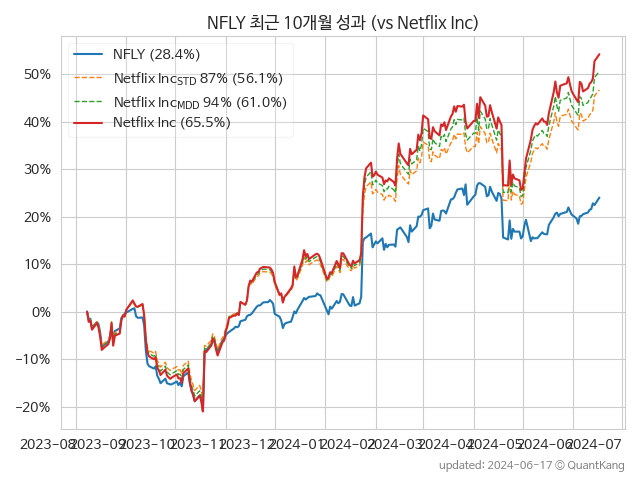 NFLY 최근 10개월 성과 (vs Netflix Inc)
NFLY (28.4%)
Netflix Inc_STD 87% (56.1%)
Netflix Inc_MDD 94% (61.0%)
Netflix Inc (65.5%)
50%
40%
30%
20%
10%
0%
−10%
−20%
2023-08 2023-09 2023-10 2023-11 2023-12 2024-01 2024-02 2024-03 2024-04 2024-05 2024-06 2024-07
updated: 2024-06-17 © QuantKang